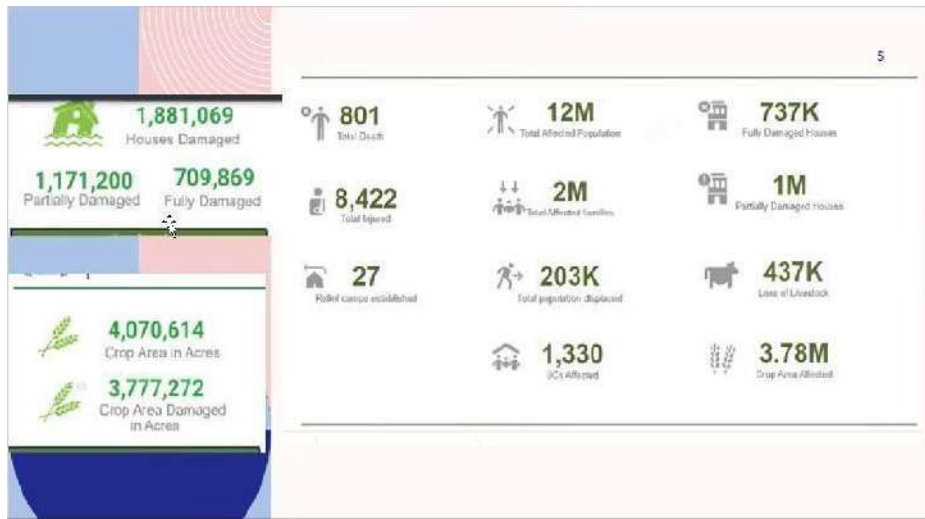 5
1,881,069
Houses Damaged
1,171,200
Partially Damaged
709,869
Fully Damaged
4,070,614
Crop Area in Acres
3,777,272
Crop Area Damaged
in Acres
801
Total Death
12M
Total Affected Population
737K
Fully Damaged Houses
8,422
Total Injured
2M
Total Affected Families
1M
Partially Damaged Houses
27
Relief camps established
203K
Total population displaced
437K
Loss of Livestock
1,330
UCs Affected
3.78M
Crop Area Affected